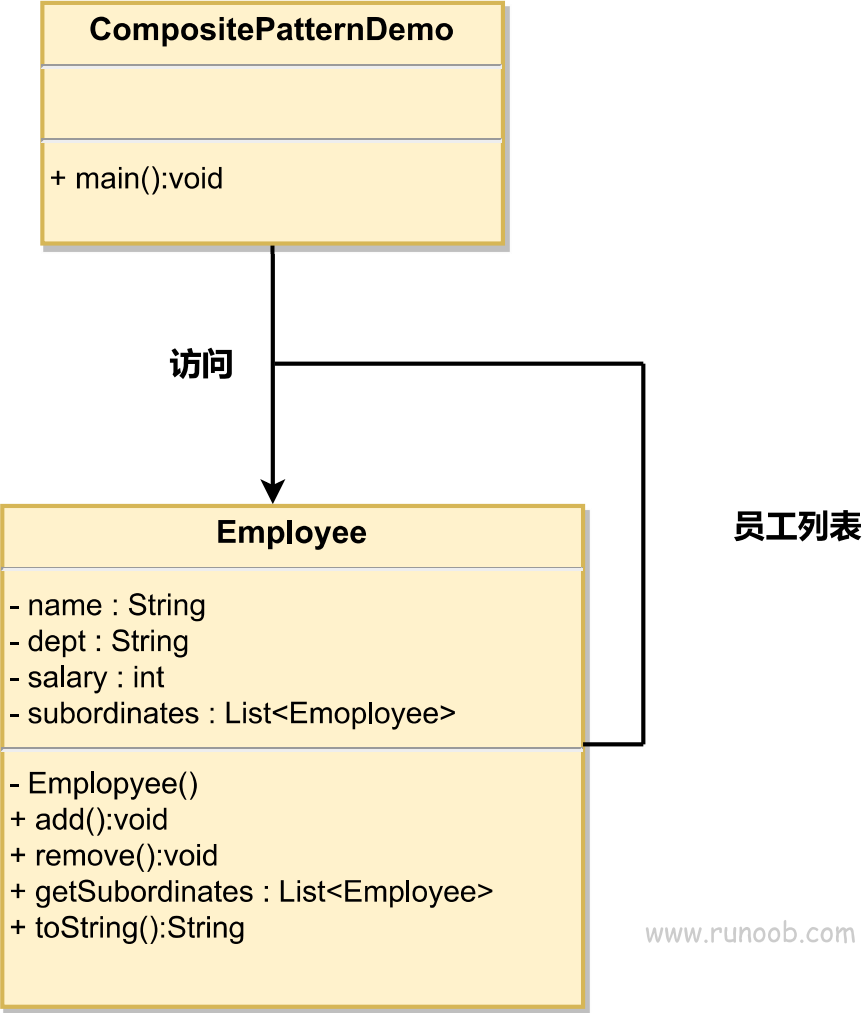 CompositePatternDemo
+ main():void
访问
Employee
员工列表
- name : String
- dept : String
- salary : int
- subordinates : List<Emoployee>
- Emplopyee()
+ add():void
+ remove():void
+ getSubordinates : List<Employee>
+ toString():String
www.runoob.com